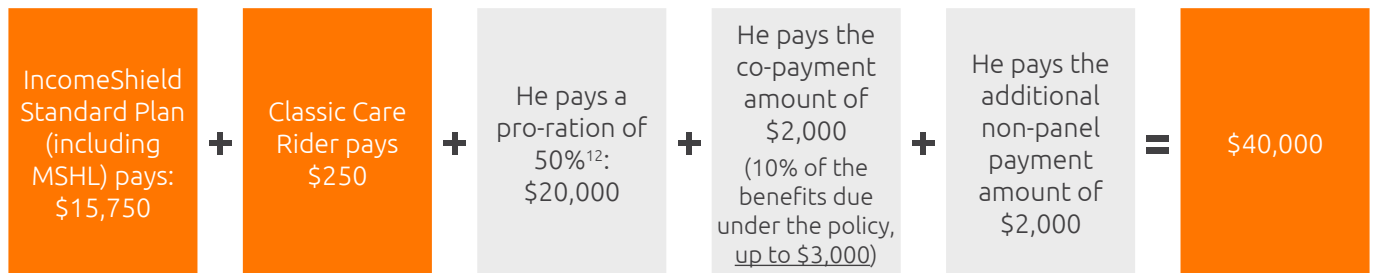 IncomeShield
Standard Plan
(including
MSHL) pays:
$15,750
+
Classic Care
Rider pays
$250
+
He pays a
pro-ration of
50%¹²:
$20,000
+
He pays the
co-payment
amount of
$2,000
(10% of the
benefits due
under the policy,
up to $3,000)
+
He pays the
additional
non-panel
payment
amount of
$2,000
=
$40,000